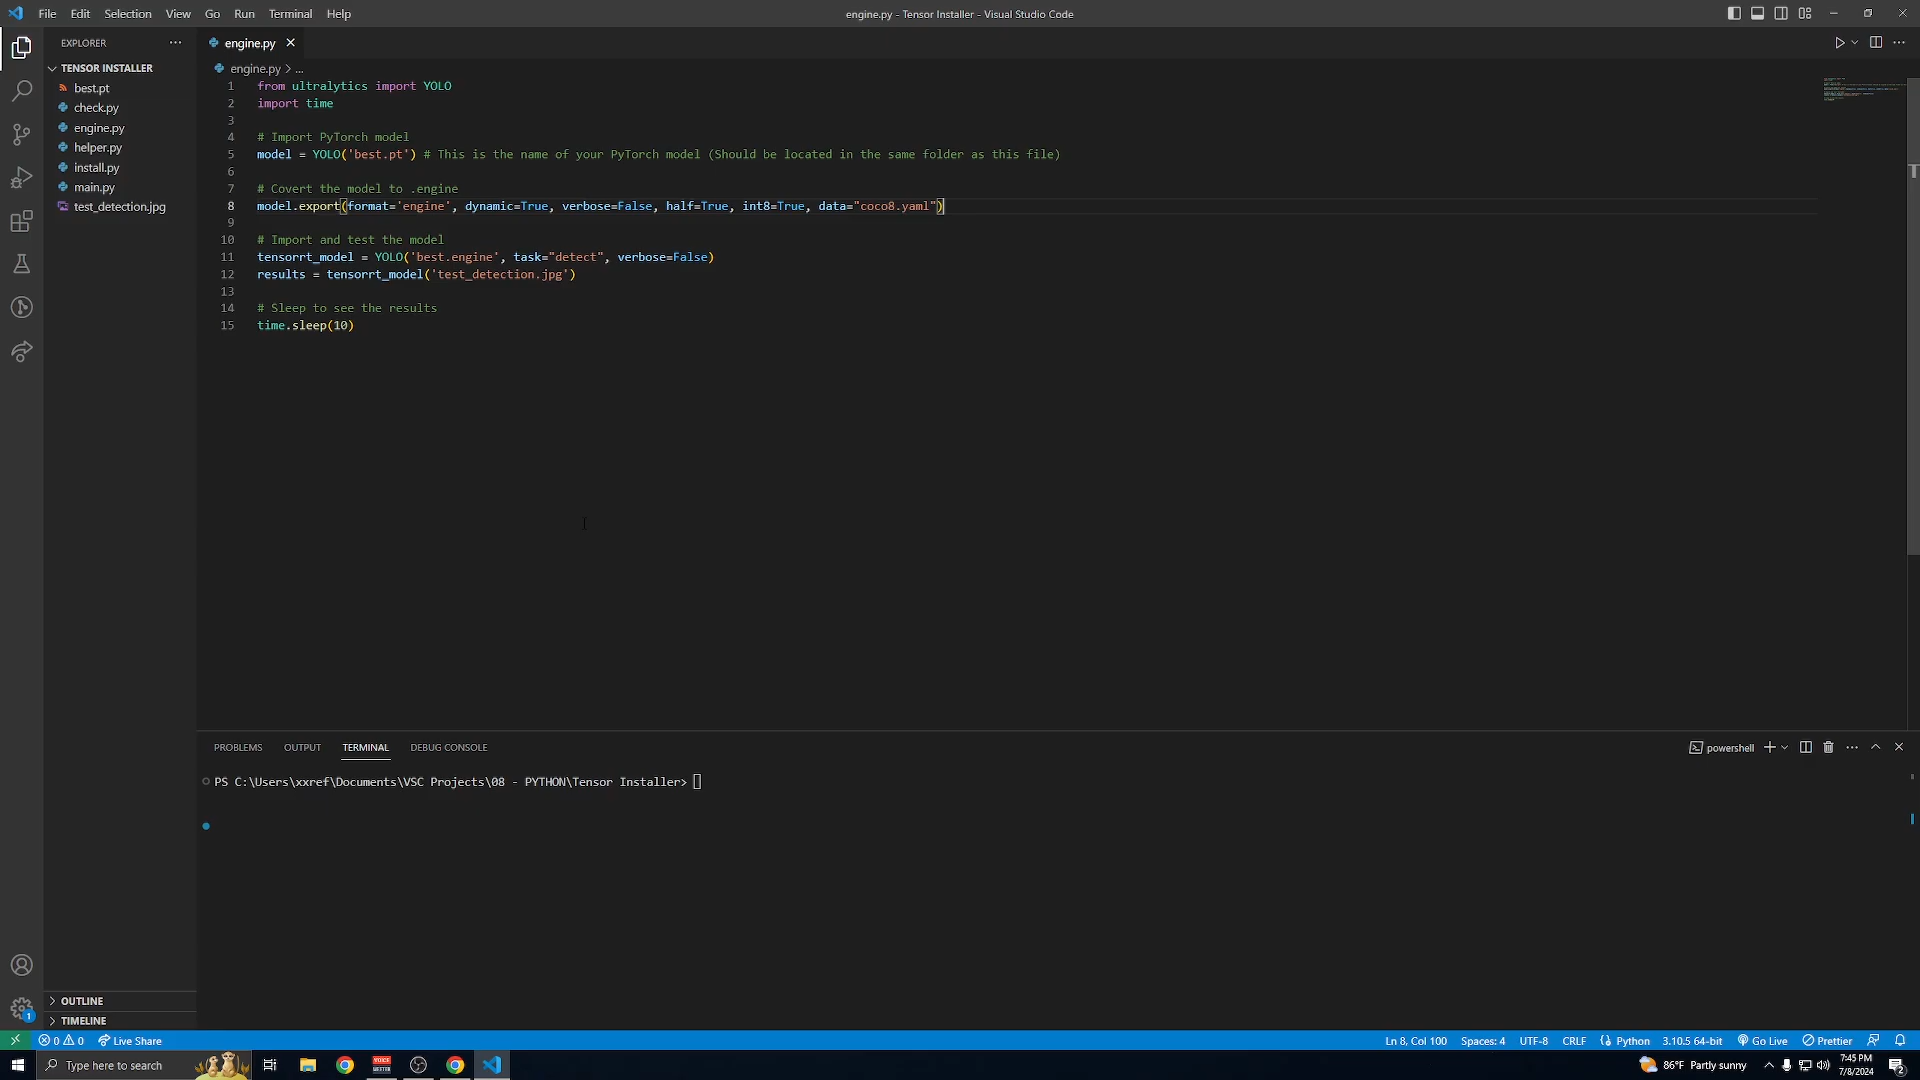 File Edit Selection View Go Run Terminal Help
engine.py - Tensor Installer - Visual Studio Code
EXPLORER
engine.py
TENSOR INSTALLER
best.pt
check.py
engine.py
helper.py
install.py
main.py
test_detection.jpg
engine.py > ...
1 from ultralytics import YOLO
2 import time
3
4 # Import PyTorch model
5 model = YOLO('best.pt') # This is the name of your PyTorch model (Should be located in the same folder as this file)
6
7 # Covert the model to .engine
8 model.export(format='engine', dynamic=True, verbose=False, half=True, int8=True, data="coco8.yaml")
9
10 # Import and test the model
11 tensorrt_model = YOLO('best.engine', task="detect", verbose=False)
12 results = tensorrt_model('test_detection.jpg')
13
14 # Sleep to see the results
15 time.sleep(10)
PROBLEMS OUTPUT TERMINAL DEBUG CONSOLE
powershell
PS C:\Users\xxref\Documents\VSC Projects\08 - PYTHON\Tensor Installer>
OUTLINE
TIMELINE
1
0 0 Live Share
Ln 8, Col 100 Spaces: 4 UTF-8 CRLF Python 3.10.5 64-bit Go Live Prettier
Type here to search
86°F Partly sunny
7:45 PM
7/8/2024
2